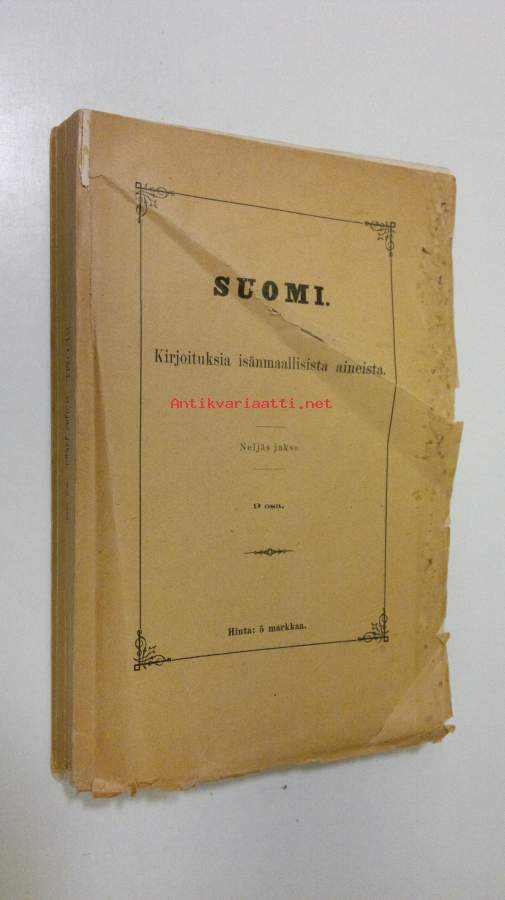 SUOMI.
Kirjoituksia isänmaallisista aineista.
Antikvariaatti.net
Neljäs jakso.
9 osa.
Hinta: 5 markkaa.